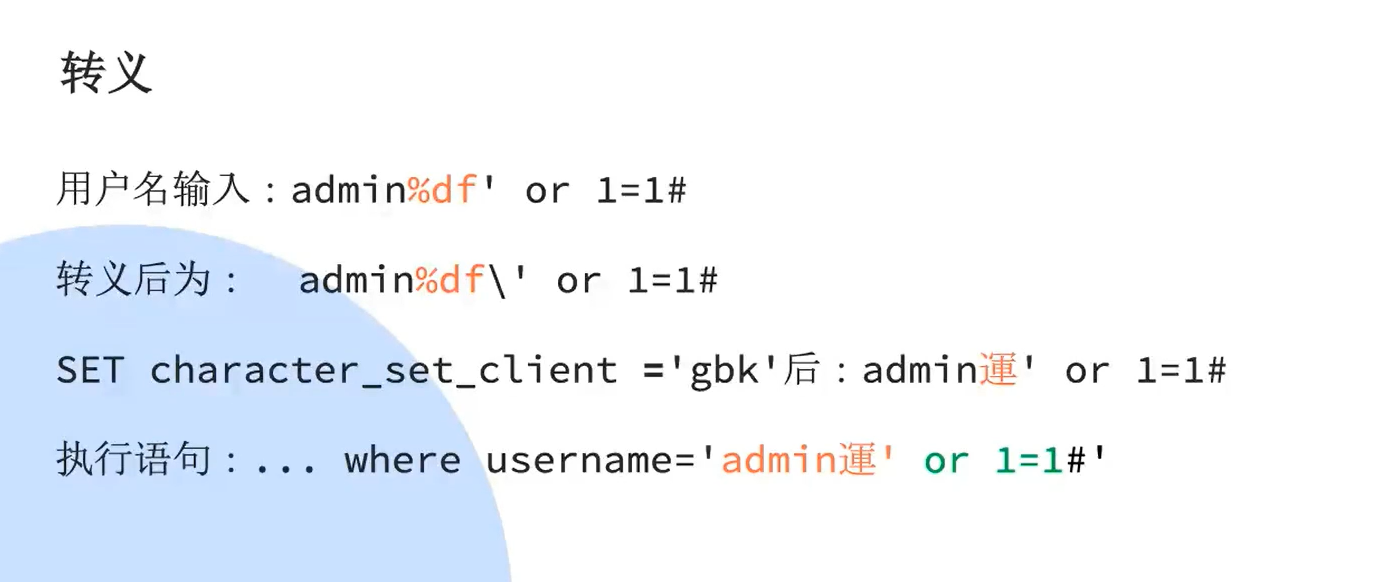 转义
用户名输入：admin%df' or 1=1#
转义后为： admin%df\' or 1=1#
SET character_set_client ='gbk'后：admin運' or 1=1#
执行语句：... where username='admin運' or 1=1#'